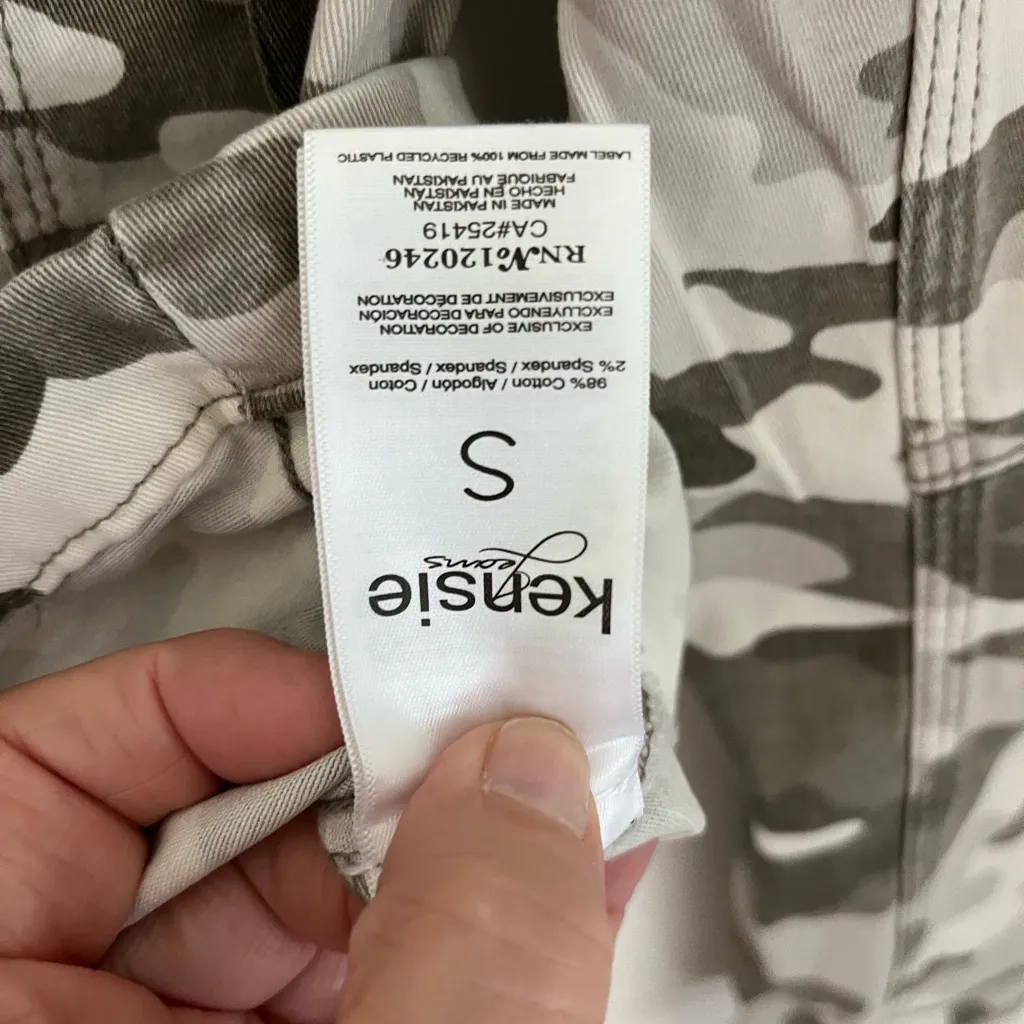 kensie
Jeans
S
98% Cotton / Algodón / Coton
2% Spandex / Spandex / Spandex
EXCLUSIVE OF DECORATION
EXCLUYENDO PARA DECORACIÓN
EXCLUSIVEMENT DE DÉCORATION
RN№120246
CA#25419
MADE IN PAKISTAN
HECHO EN PAKISTÁN
FABRIQUÉ AU PAKISTAN
LABEL MADE FROM 100% RECYCLED PLASTIC